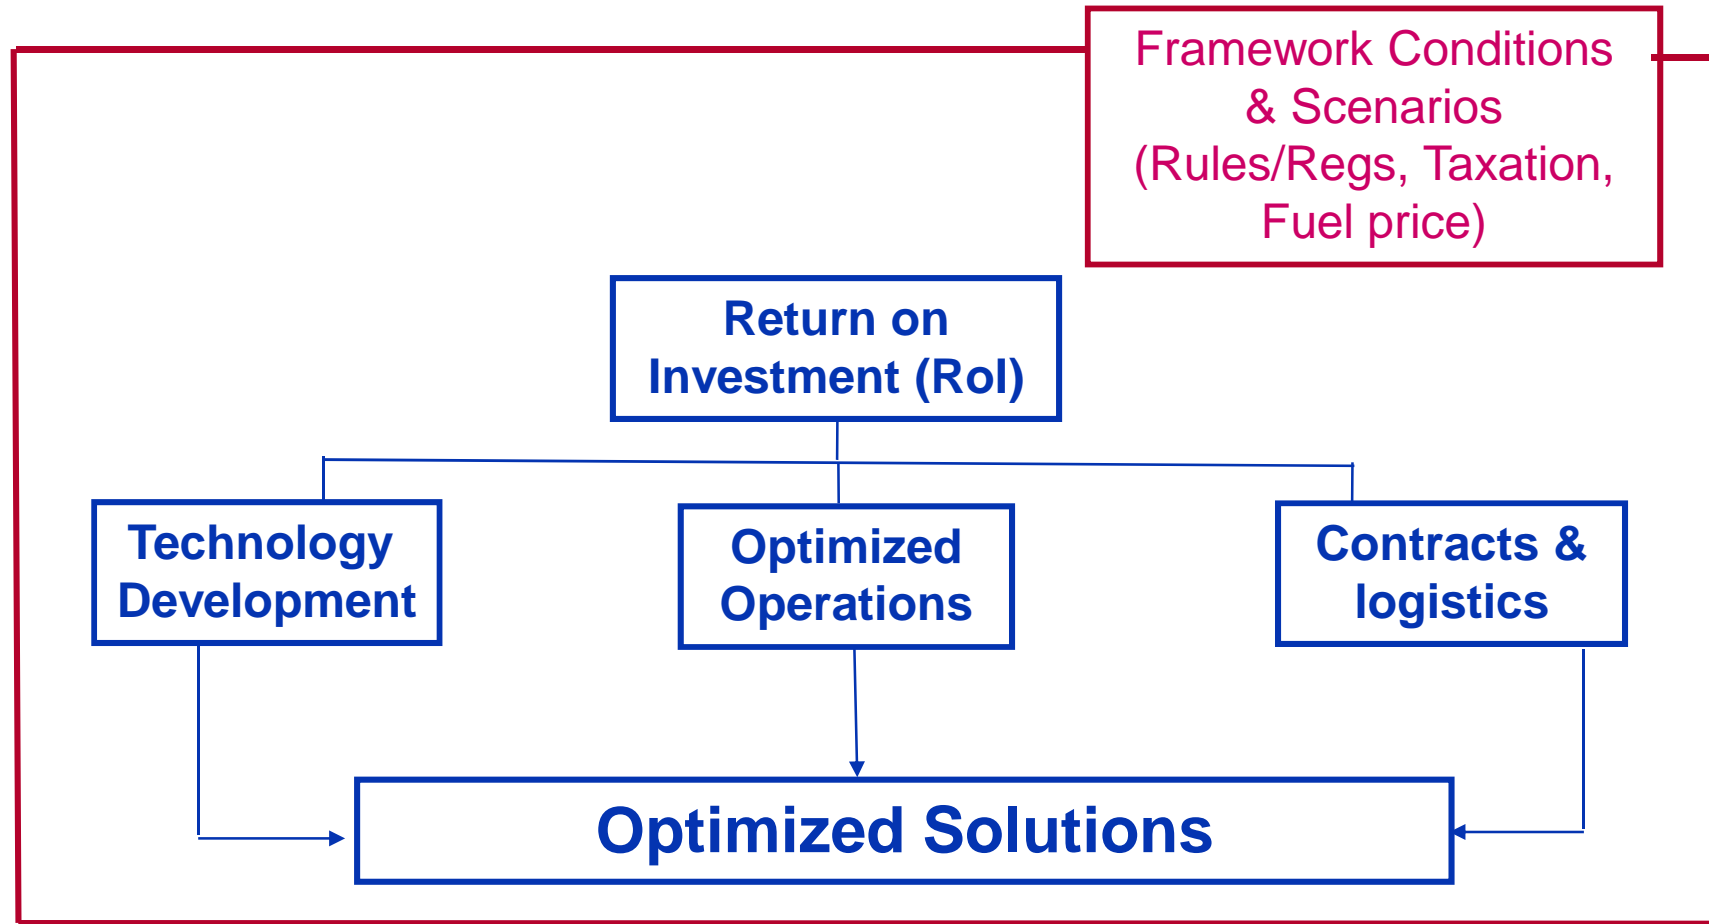 Framework Conditions
& Scenarios
(Rules/Regs, Taxation,
Fuel price)
Return on
Investment (RoI)
Technology
Development
Optimized
Operations
Contracts &
logistics
Optimized Solutions